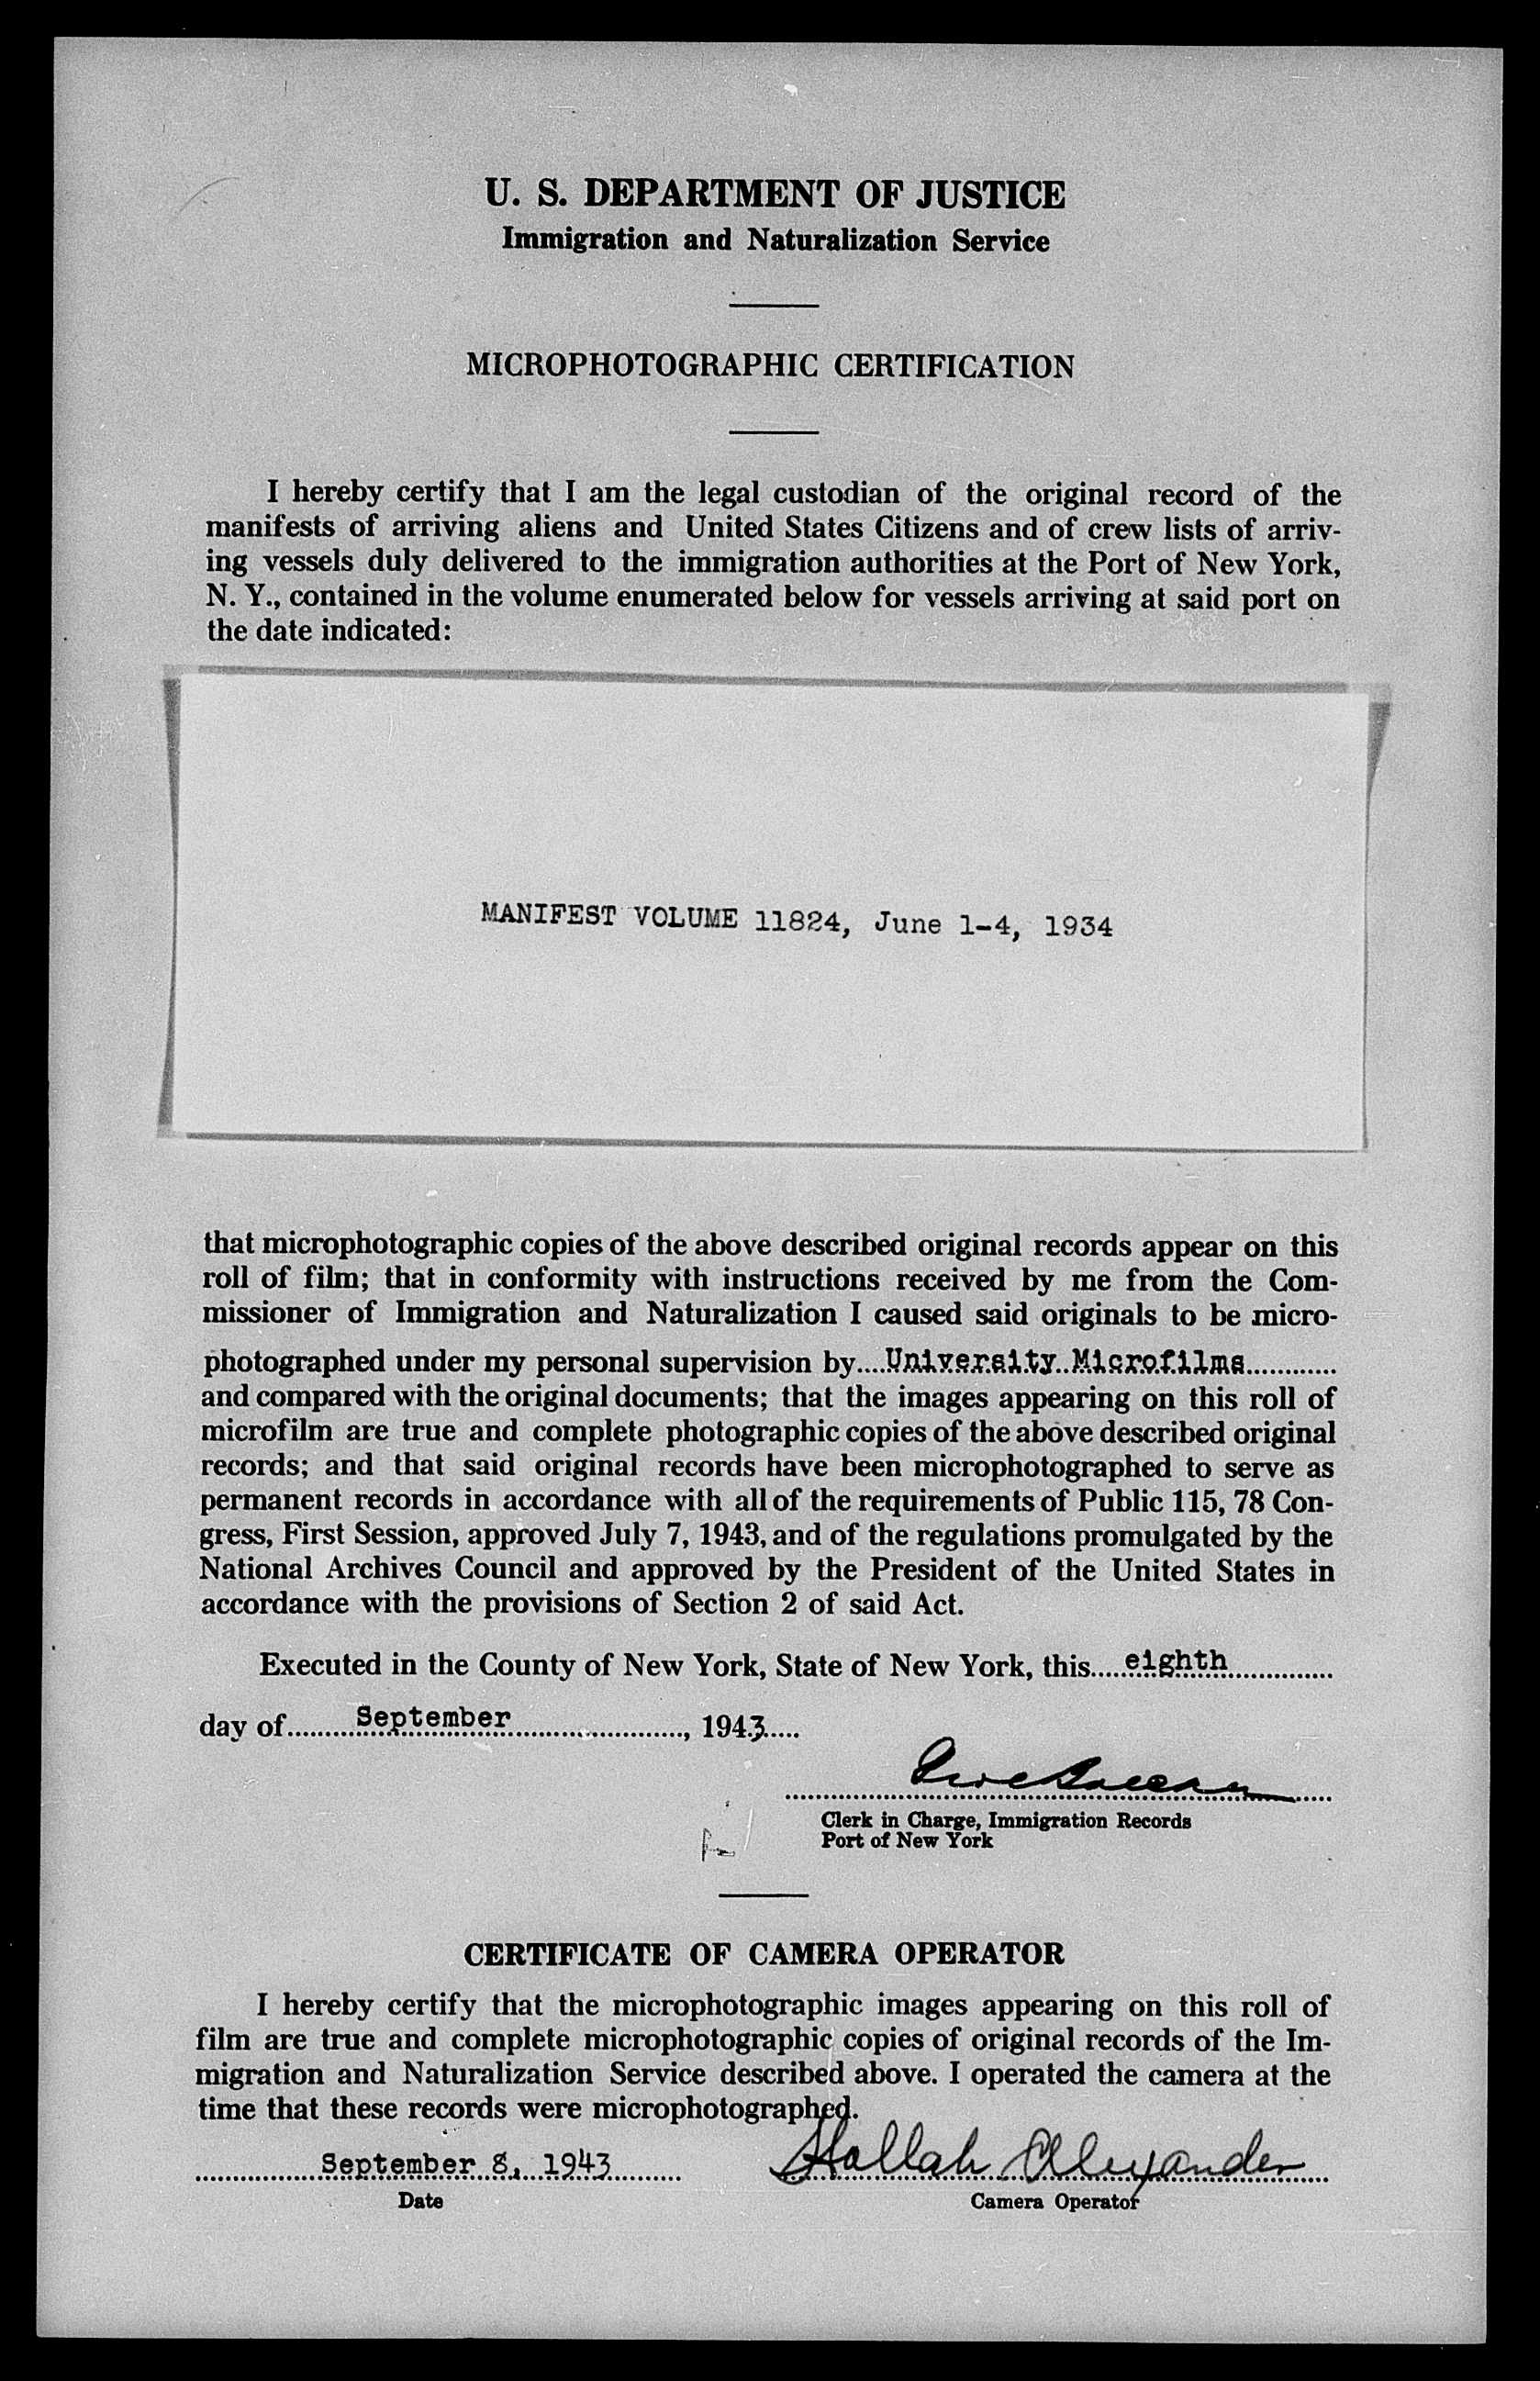 U. S. DEPARTMENT OF JUSTICE
Immigration and Naturalization Service
MICROPHOTOGRAPHIC CERTIFICATION
I hereby certify that I am the legal custodian of the original record of the
manifests of arriving aliens and United States Citizens and of crew lists of arriv-
ing vessels duly delivered to the immigration authorities at the Port of New York,
N. Y., contained in the volume enumerated below for vessels arriving at said port on
the date indicated:
MANIFEST VOLUME 11824, June 1-4, 1934
that microphotographic copies of the above described original records appear on this
roll of film; that in conformity with instructions received by me from the Com-
missioner of Immigration and Naturalization I caused said originals to be micro-
photographed under my personal supervision by....University Microfilms............
and compared with the original documents; that the images appearing on this roll of
microfilm are true and complete photographic copies of the above described original
records; and that said original records have been microphotographed to serve as
permanent records in accordance with all of the requirements of Public 115, 78 Con-
gress, First Session, approved July 7, 1943, and of the regulations promulgated by the
National Archives Council and approved by the President of the United States in
accordance with the provisions of Section 2 of said Act.
Executed in the County of New York, State of New York, this.....eighth..............
day of.........September........................, 1943.....
Clerk in Charge, Immigration Records
Port of New York
CERTIFICATE OF CAMERA OPERATOR
I hereby certify that the microphotographic images appearing on this roll of
film are true and complete microphotographic copies of original records of the Im-
migration and Naturalization Service described above. I operated the camera at the
time that these records were microphotographed.
September 8, 1943 Hallah Alexander
Date Camera Operator